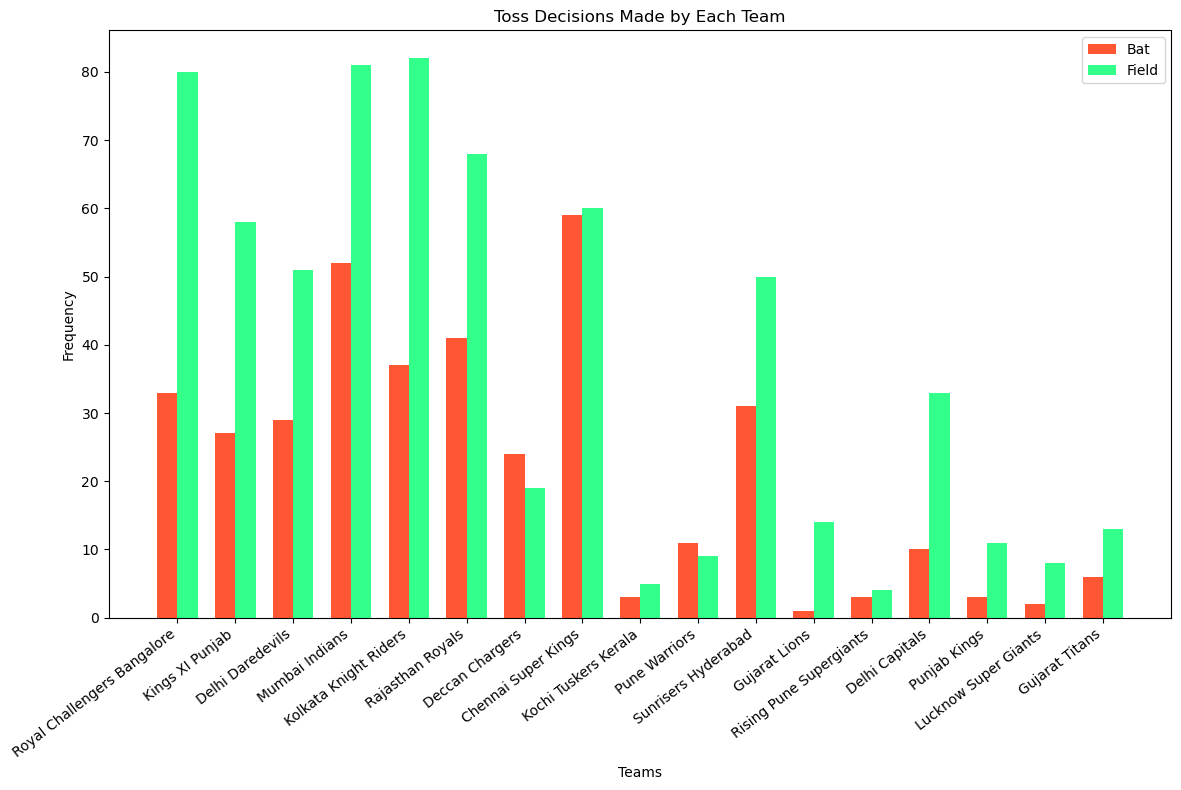 Toss Decisions Made by Each Team
Bat
Field
Frequency
80
70
60
50
40
30
20
10
0
Royal Challengers Bangalore
Kings XI Punjab
Delhi Daredevils
Mumbai Indians
Kolkata Knight Riders
Rajasthan Royals
Deccan Chargers
Chennai Super Kings
Kochi Tuskers Kerala
Pune Warriors
Sunrisers Hyderabad
Gujarat Lions
Rising Pune Supergiants
Delhi Capitals
Punjab Kings
Lucknow Super Giants
Gujarat Titans
Teams